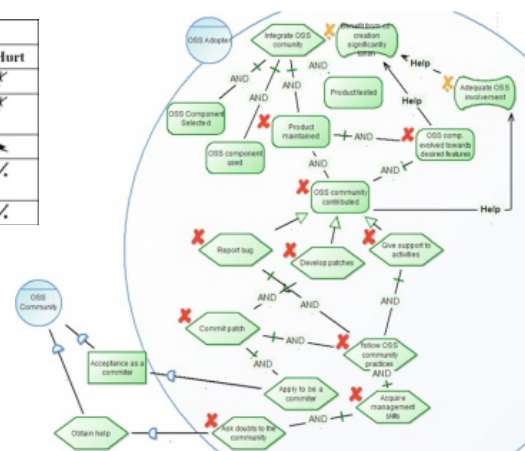 Hurt
OSS Adopter
Integrate OSS
comunity
Benefit from co-
creation
significantly
taken
Help
Adequate OSS
involvement
AND
AND
AND
AND
Product tested
Help
OSS Component
Selected
OSS component
used
Product
maintained
AND
OSS comp.
evolved towards
desired features
AND
AND
OSS community
contributed
Help
Report bug
Develop patches
Give support to
activities
AND
AND
AND
Commit patch
AND
follow OSS
community
practices
AND
AND
OSS
Community
Acceptance as a
commiter
Apply to be a
commiter
Acquire
management
skills
Obtain help
Ask doubts to the
community
AND